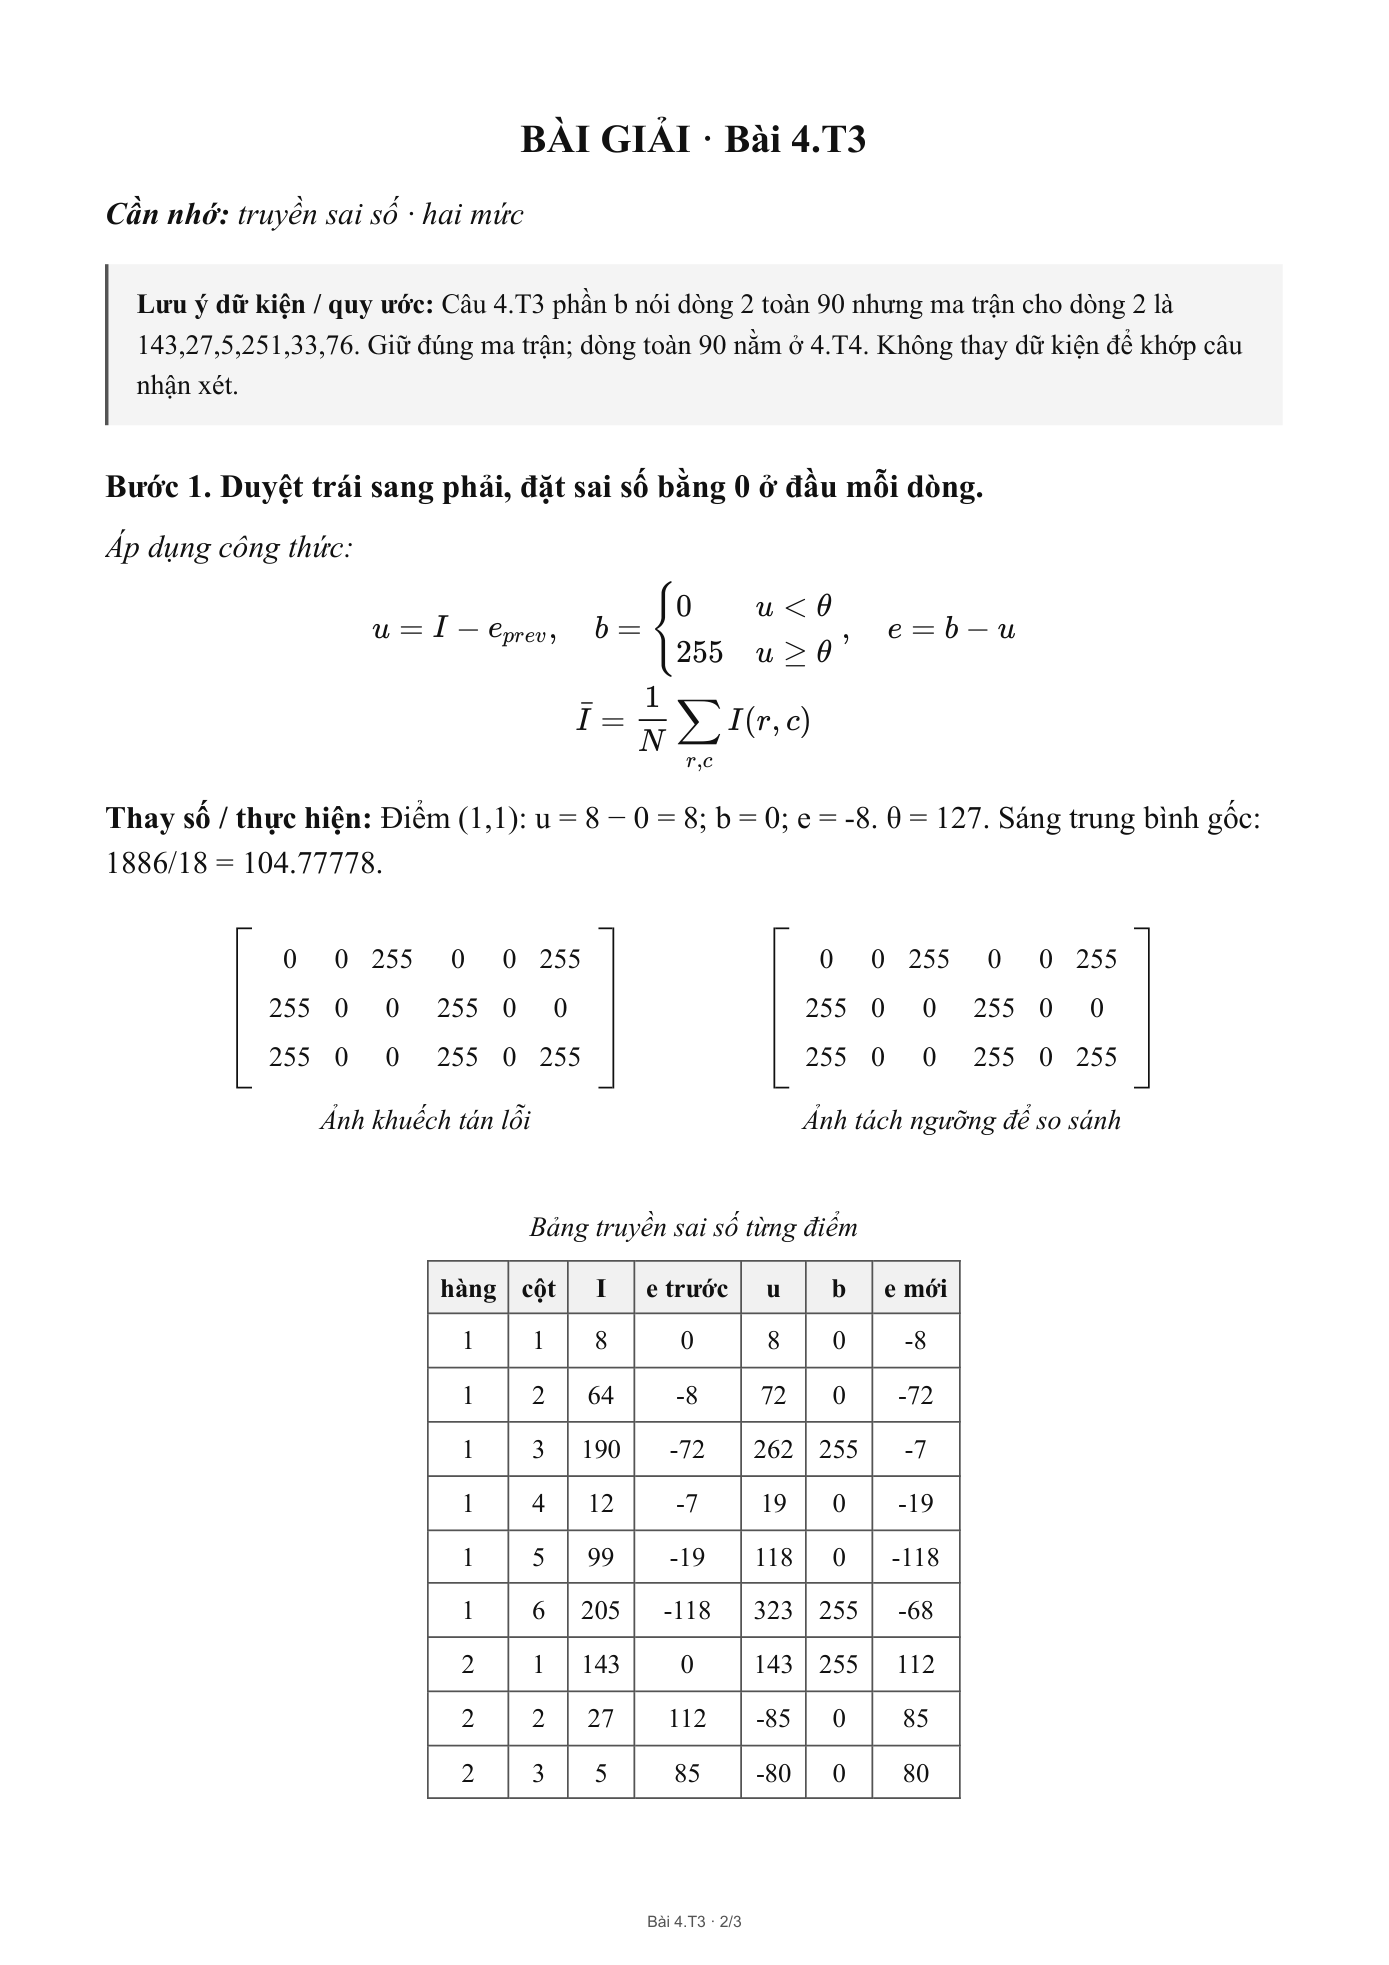 BÀI GIẢI · Bài 4.T3
Cần nhớ: truyền sai số · hai mức
Lưu ý dữ kiện / quy ước: Câu 4.T3 phần b nói dòng 2 toàn 90 nhưng ma trận cho dòng 2 là
143,27,5,251,33,76. Giữ đúng ma trận; dòng toàn 90 nằm ở 4.T4. Không thay dữ kiện để khớp câu
nhận xét.
Bước 1. Duyệt trái sang phải, đặt sai số bằng 0 ở đầu mỗi dòng.
Áp dụng công thức:
u = I − e_{prev},  b = { 0  u < θ ; 255  u ≥ θ ,  e = b − u
Ī = 1/N ∑_{r,c} I(r, c)
Thay số / thực hiện: Điểm (1,1): u = 8 − 0 = 8; b = 0; e = -8. θ = 127. Sáng trung bình gốc:
1886/18 = 104.77778.
0 0 255 0 0 255
255 0 0 255 0 0
255 0 0 255 0 255
Ảnh khuếch tán lỗi
0 0 255 0 0 255
255 0 0 255 0 0
255 0 0 255 0 255
Ảnh tách ngưỡng để so sánh
Bảng truyền sai số từng điểm
hàng cột I e trước u b e mới
1 1 8 0 8 0 -8
1 2 64 -8 72 0 -72
1 3 190 -72 262 255 -7
1 4 12 -7 19 0 -19
1 5 99 -19 118 0 -118
1 6 205 -118 323 255 -68
2 1 143 0 143 255 112
2 2 27 112 -85 0 85
2 3 5 85 -80 0 80
Bài 4.T3 · 2/3